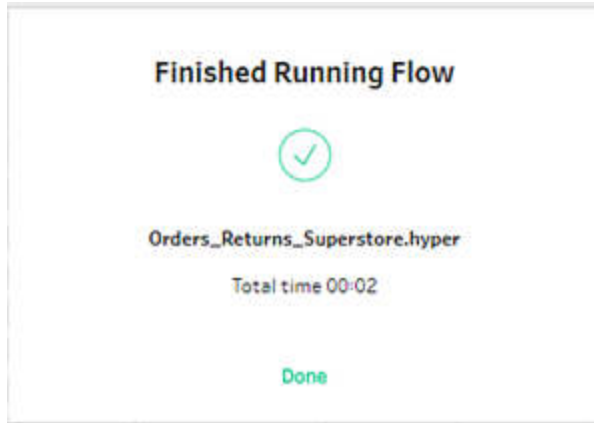 Finished Running Flow
Orders_Returns_Superstore.hyper
Total time 00:02
Done